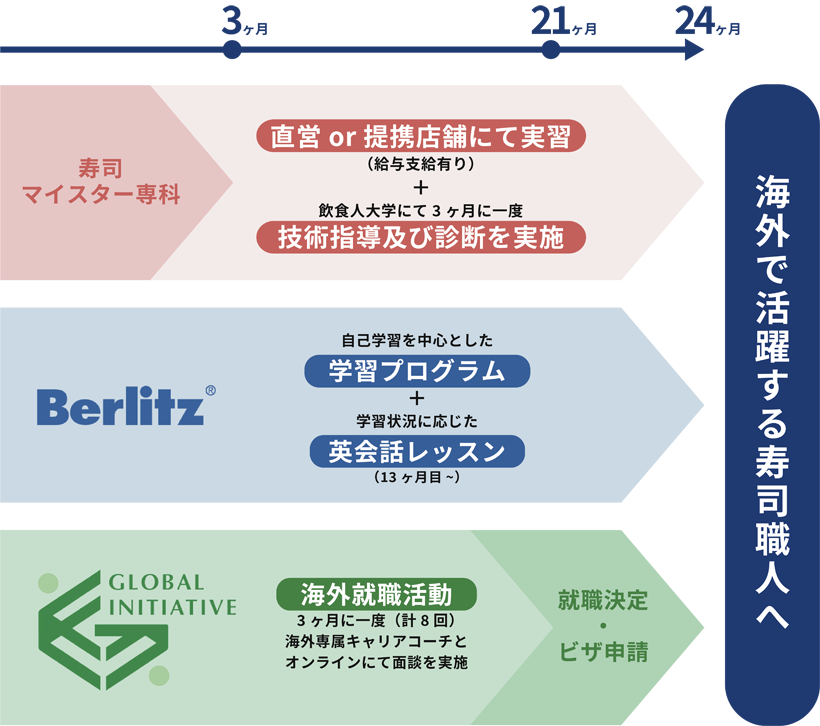 3ヶ月
21ヶ月
24ヶ月
寿司
マイスター専科
直営 or 提携店舗にて実習
（給与支給有り）
+
飲食人大学にて 3 ヶ月に一度
技術指導及び診断を実施
Berlitz®
自己学習を中心とした
学習プログラム
+
学習状況に応じた
英会話レッスン
（13 ヶ月目 ~）
GLOBAL
INITIATIVE
海外就職活動
3 ヶ月に一度（計 8 回）
海外専属キャリアコーチと
オンラインにて面談を実施
就職決定
・
ビザ申請
海外で活躍する寿司職人へ